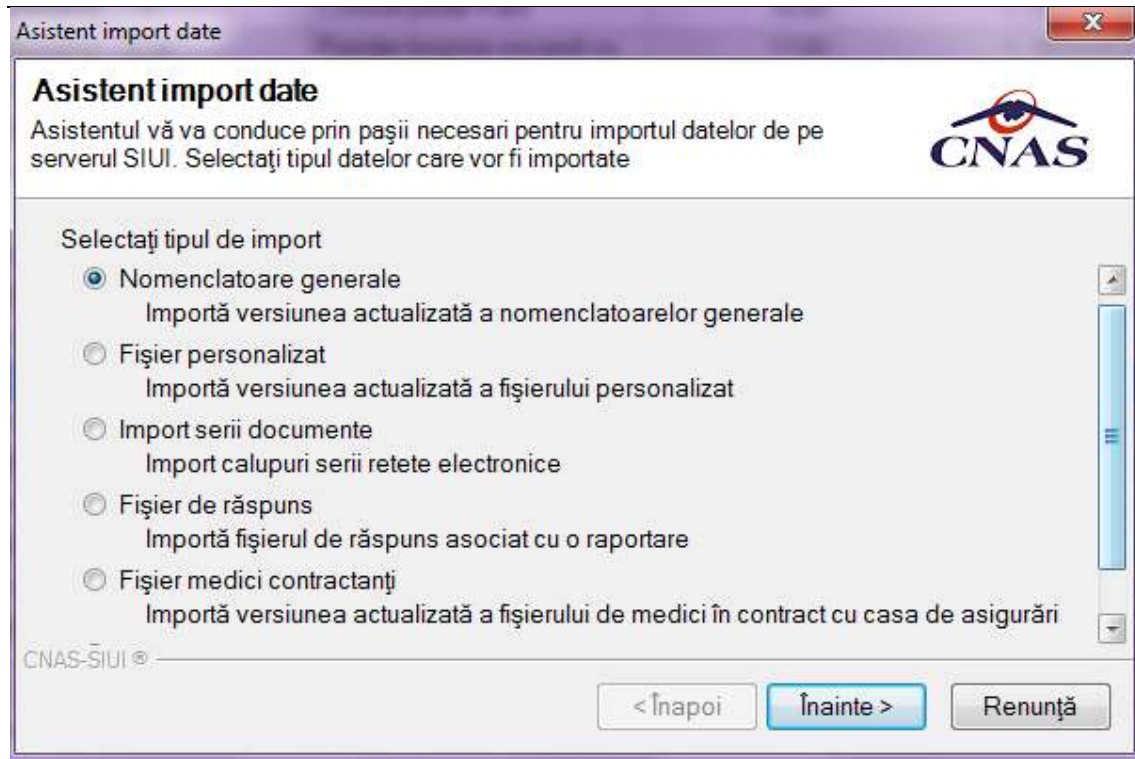 Asistent import date
Asistent import date
Asistentul vă va conduce prin paşii necesari pentru importul datelor de pe
serverul SIUI. Selectaţi tipul datelor care vor fi importate
CNAS
Selectaţi tipul de import
Nomenclatoare generale
Importă versiunea actualizată a nomenclatoarelor generale
Fişier personalizat
Importă versiunea actualizată a fişierului personalizat
Import serii documente
Import calupuri serii retete electronice
Fişier de răspuns
Importă fişierul de răspuns asociat cu o raportare
Fişier medici contractanţi
Importă versiunea actualizată a fişierului de medici în contract cu casa de asigurări
CNAS-SIUI ®
< Înapoi
Înainte >
Renunţă